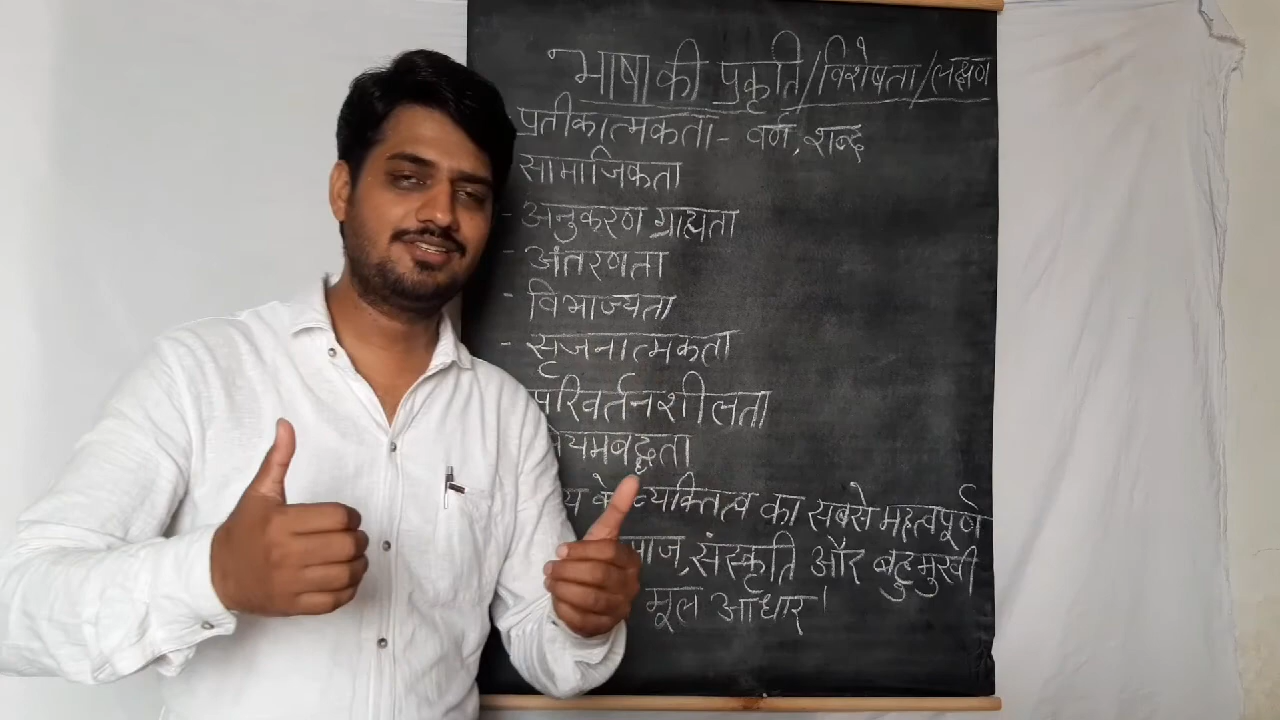 भाषा की प्रकृति/विशेषता/लक्षण
प्रतीकात्मकता - वर्ण, शब्द
सामाजिकता
- अनुकरण ग्राह्यता
- अंतरणता
- विभाज्यता
- सृजनात्मकता
परिवर्तनशीलता
यमबद्धता
के व्यक्तित्व का सबसे महत्वपूर्ण
संस्कृति और बहुमुखी
मूल आधार'